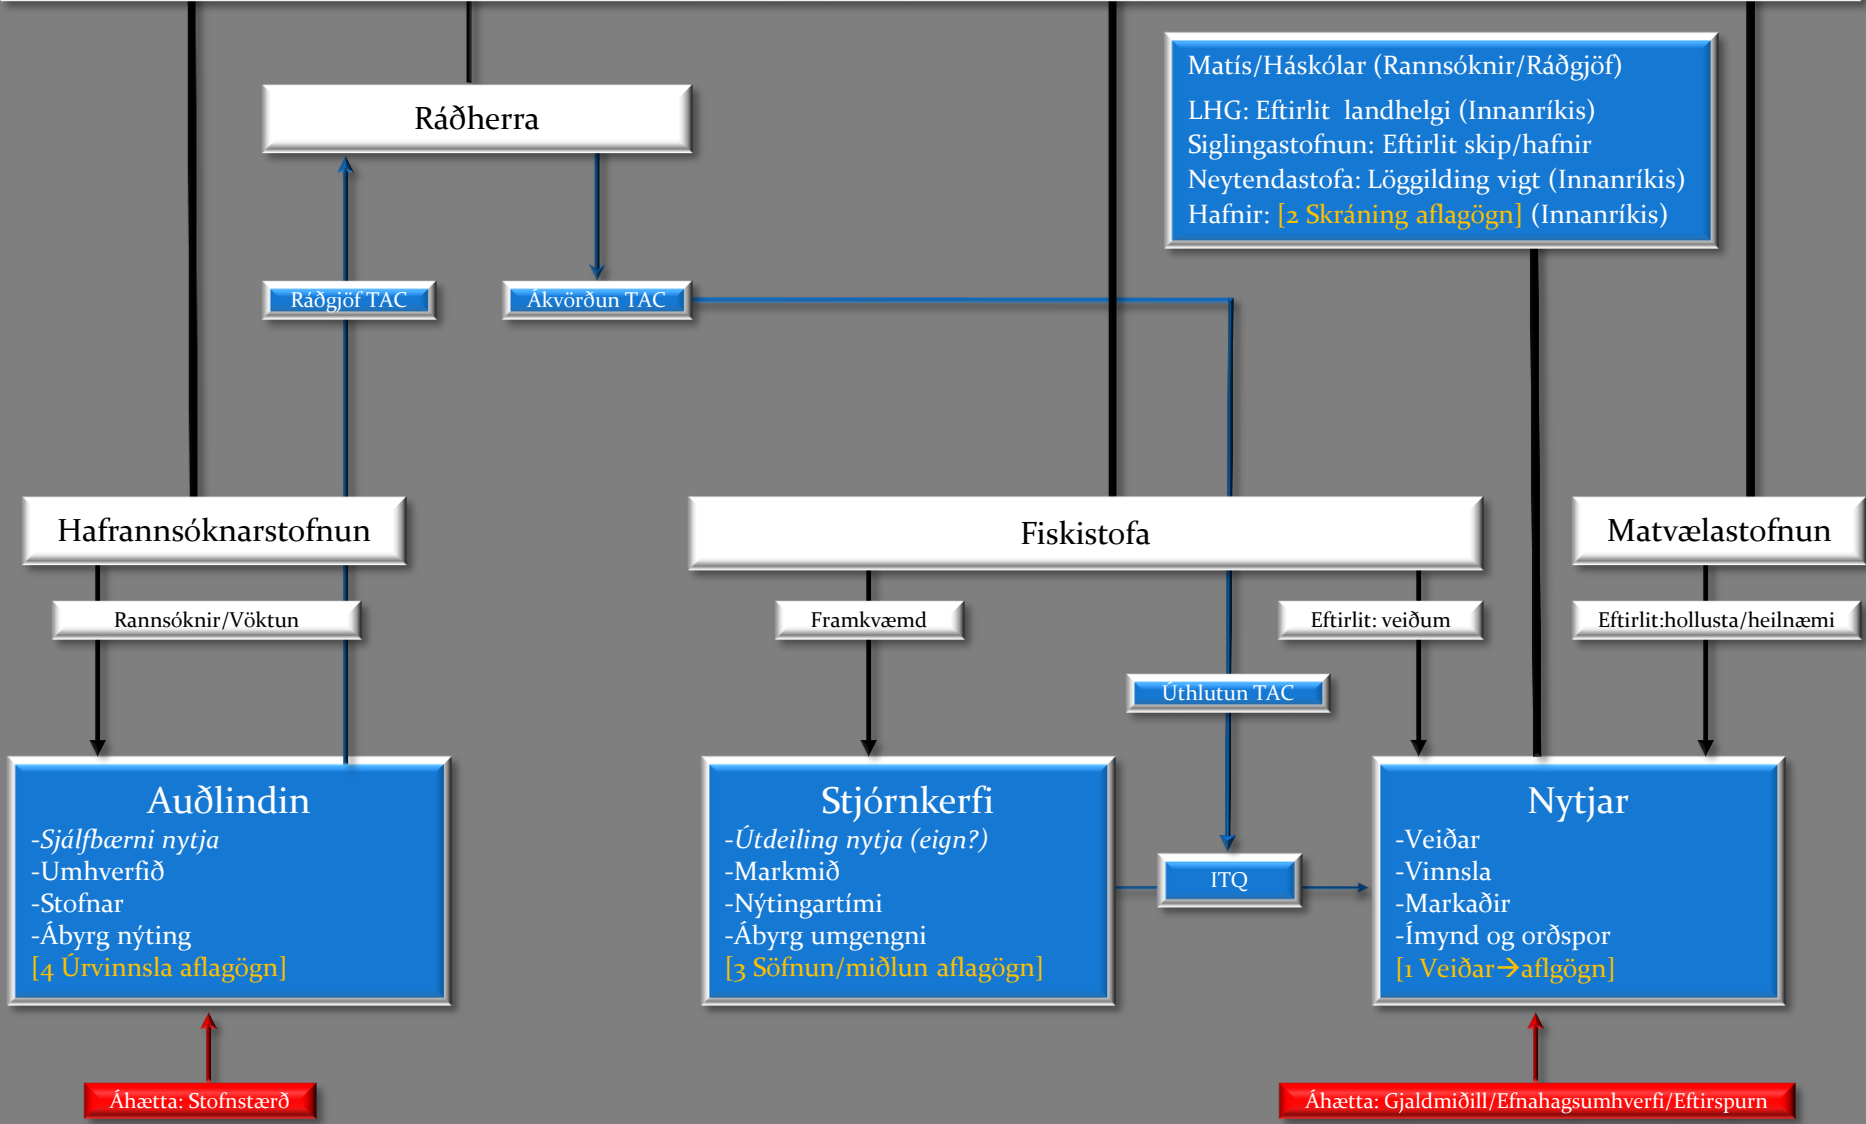 Matís/Háskólar (Rannsóknir/Ráðgjöf)
LHG: Eftirlit landhelgi (Innanríkis)
Siglingastofnun: Eftirlit skip/hafnir
Neytendastofa: Löggilding vigt (Innanríkis)
Hafnir: [2 Skráning aflagögn] (Innanríkis)
Ráðherra
Ráðgjöf TAC
Ákvörðun TAC
Hafrannsóknarstofnun
Fiskistofa
Matvælastofnun
Rannsóknir/Vöktun
Framkvæmd
Eftirlit: veiðum
Eftirlit:hollusta/heilnæmi
Úthlutun TAC
Auðlindin
-Sjálfbærni nytja
-Umhverfið
-Stofnar
-Ábyrg nýting
[4 Úrvinnsla aflagögn]
Stjórnkerfi
-Útdeiling nytja (eign?)
-Markmið
-Nýtingartími
-Ábyrg umgengni
[3 Söfnun/miðlun aflagögn]
ITQ
Nytjar
-Veiðar
-Vinnsla
-Markaðir
-Ímynd og orðspor
[1 Veiðar→aflgögn]
Áhætta: Stofnstærð
Áhætta: Gjaldmiðill/Efnahagsumhverfi/Eftirspurn